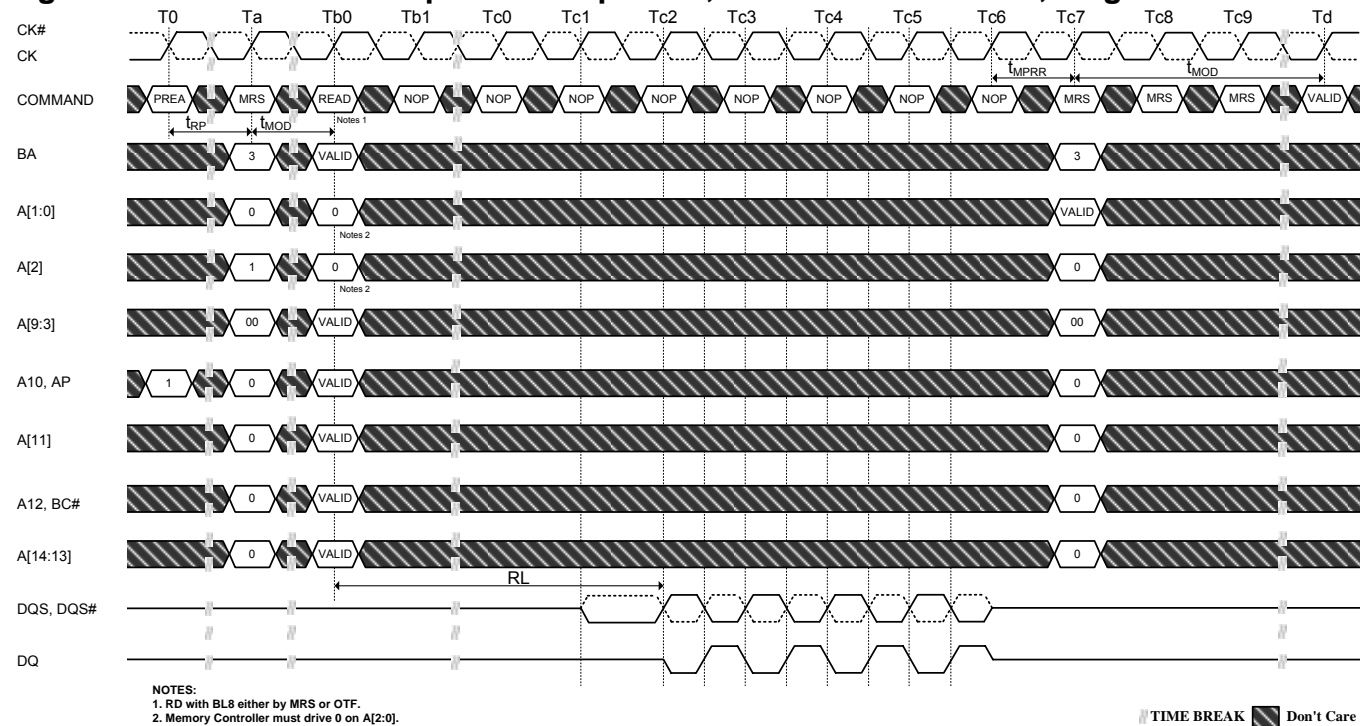 T0 Ta Tb0 Tb1 Tc0 Tc1 Tc2 Tc3 Tc4 Tc5 Tc6 Tc7 Tc8 Tc9 Td
CK#
CK
tMPRR tMOD
COMMAND PREA MRS READ NOP NOP NOP NOP NOP NOP NOP NOP MRS MRS MRS VALID
Notes 1
tRP tMOD
BA 3 VALID 3
A[1:0] 0 0 VALID
Notes 2
A[2] 1 0 0
Notes 2
A[9:3] 00 VALID 00
A10, AP 1 0 VALID 0
A[11] 0 VALID 0
A12, BC# 0 VALID 0
A[14:13] 0 VALID 0
RL
DQS, DQS#
DQ
NOTES:
1. RD with BL8 either by MRS or OTF.
2. Memory Controller must drive 0 on A[2:0].
TIME BREAK Don't Care